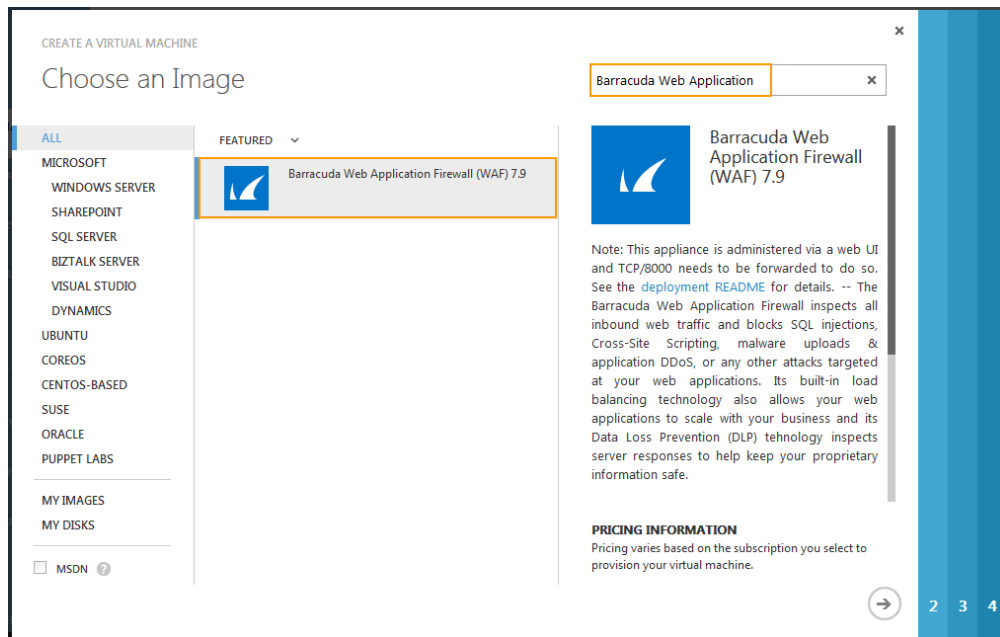 CREATE A VIRTUAL MACHINE
Choose an Image
Barracuda Web Application
ALL
MICROSOFT
WINDOWS SERVER
SHAREPOINT
SQL SERVER
BIZTALK SERVER
VISUAL STUDIO
DYNAMICS
UBUNTU
COREOS
CENTOS-BASED
SUSE
ORACLE
PUPPET LABS
MY IMAGES
MY DISKS
MSDN ?
FEATURED
Barracuda Web Application Firewall (WAF) 7.9
Barracuda Web
Application Firewall
(WAF) 7.9
Note: This appliance is administered via a web UI
and TCP/8000 needs to be forwarded to do so.
See the deployment README for details. -- The
Barracuda Web Application Firewall inspects all
inbound web traffic and blocks SQL injections,
Cross-Site Scripting, malware uploads &
application DDoS, or any other attacks targeted
at your web applications. Its built-in load
balancing technology also allows your web
applications to scale with your business and its
Data Loss Prevention (DLP) tehnology inspects
server responses to help keep your proprietary
information safe.
PRICING INFORMATION
Pricing varies based on the subscription you select to
provision your virtual machine.
2 3 4